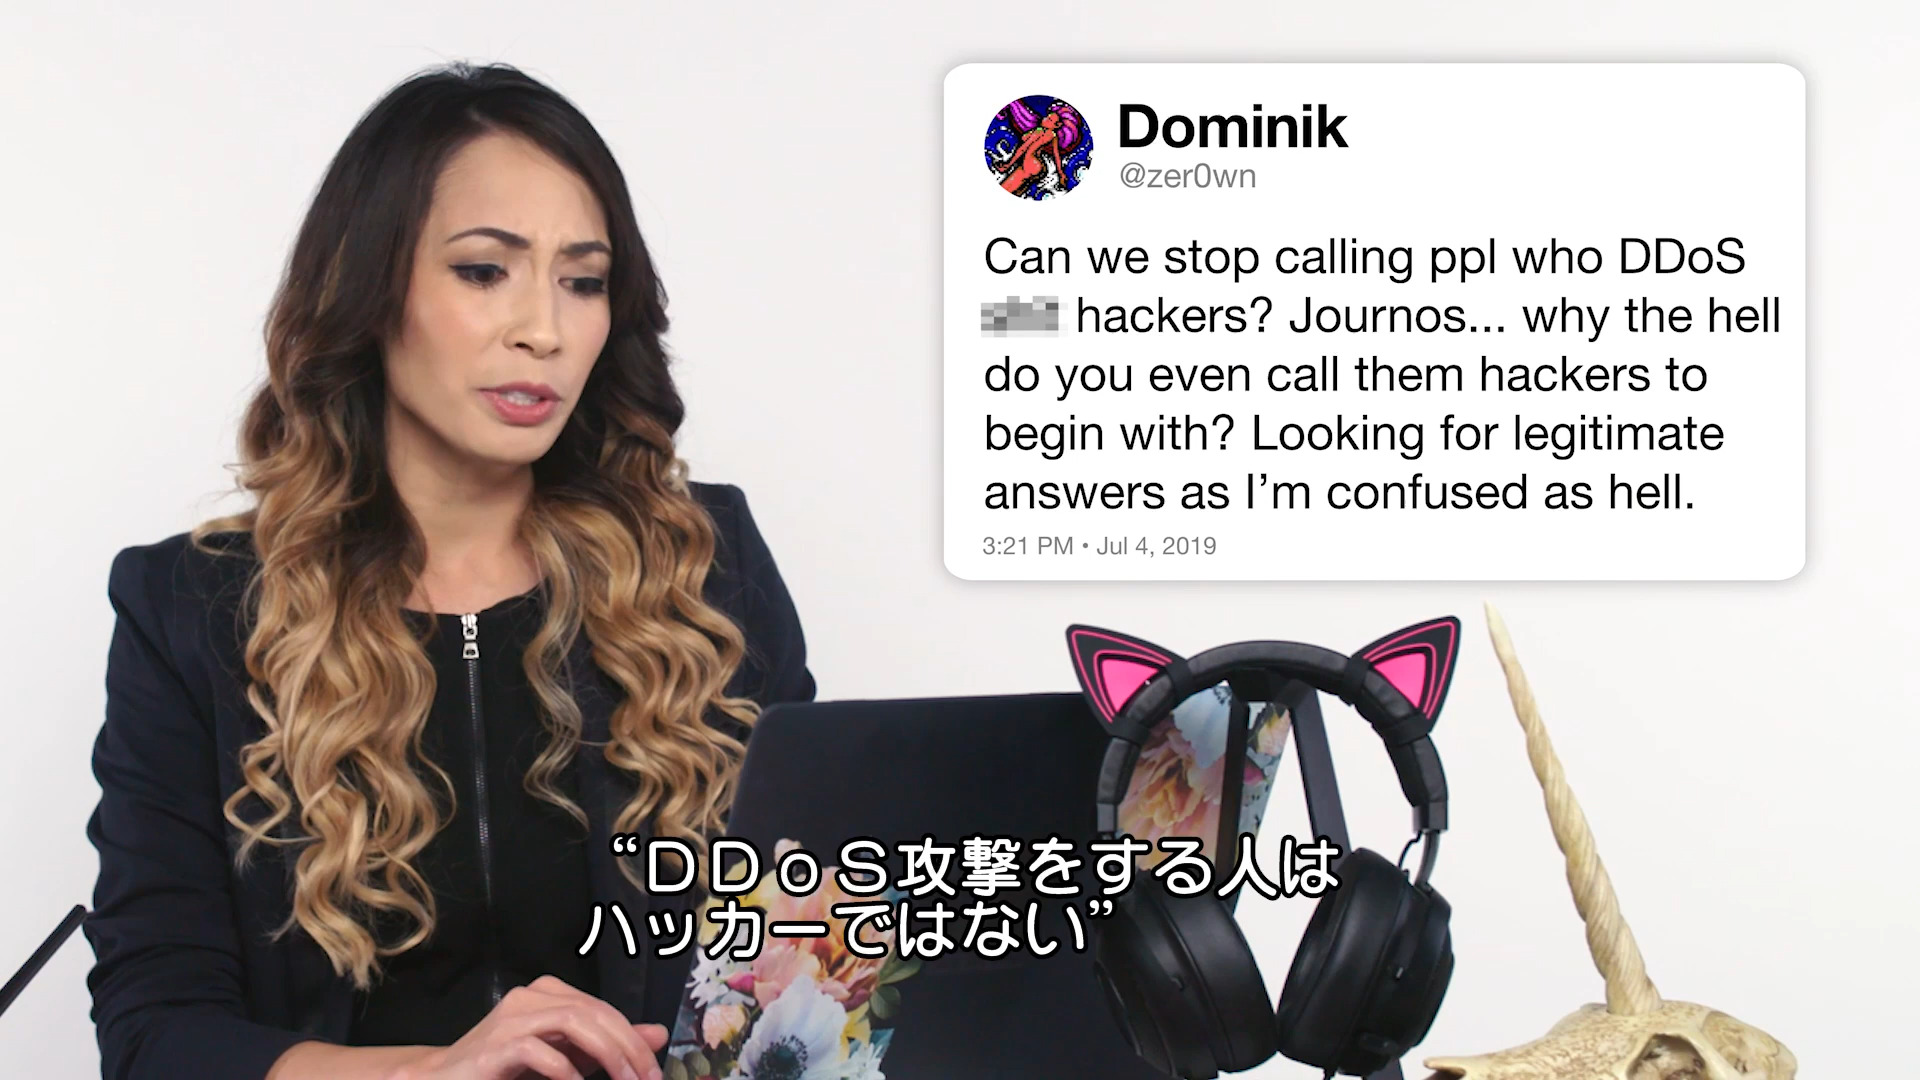 Dominik
@zer0wn
Can we stop calling ppl who DDoS
hackers? Journos... why the hell
do you even call them hackers to
begin with? Looking for legitimate
answers as I’m confused as hell.
3:21 PM • Jul 4, 2019
“ＤＤｏＳ攻撃をする人は
ハッカーではない”